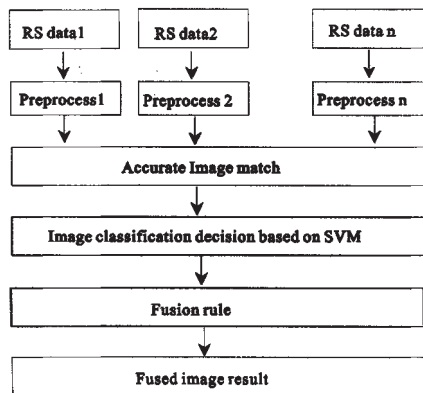 RS data1
RS data2
RS data n
Preprocess1
Preprocess 2
Preprocess n
Accurate Image match
Image classification decision based on SVM
Fusion rule
Fused image result